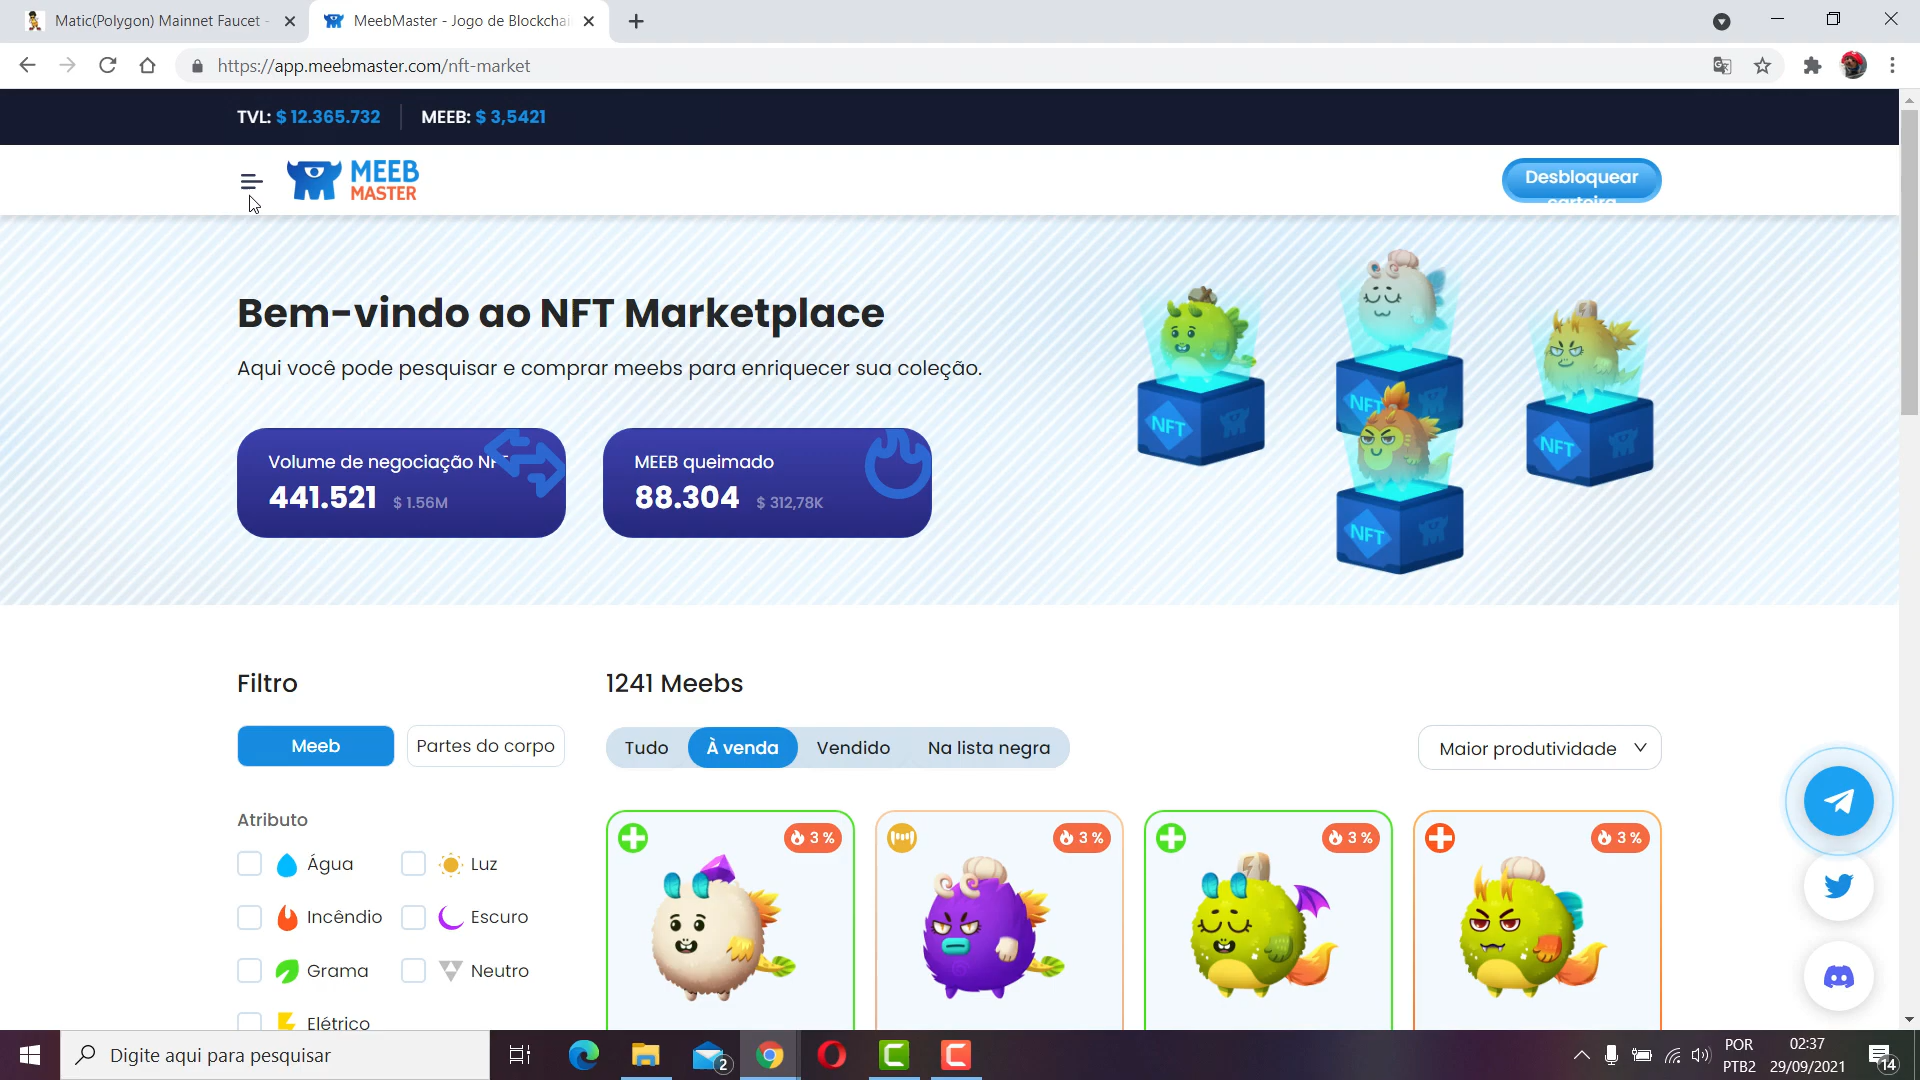 Matic(Polygon) Mainnet Faucet -
MeebMaster - Jogo de Blockchai
https://app.meebmaster.com/nft-market
TVL: $ 12.365.732
MEEB: $ 3,5421
MEEB
MASTER
Desbloquear
carteira
Bem-vindo ao NFT Marketplace
Aqui você pode pesquisar e comprar meebs para enriquecer sua coleção.
Volume de negociação NFT
441.521 $ 1.56M
MEEB queimado
88.304 $ 312,78K
NFT
NFT
NFT
NFT
Filtro
1241 Meebs
Meeb
Partes do corpo
Tudo
À venda
Vendido
Na lista negra
Maior produtividade
Atributo
Água
Luz
Incêndio
Escuro
Grama
Neutro
Elétrico
3 %
3 %
3 %
3 %
Digite aqui para pesquisar
2
POR
PTB2
02:37
29/09/2021
14